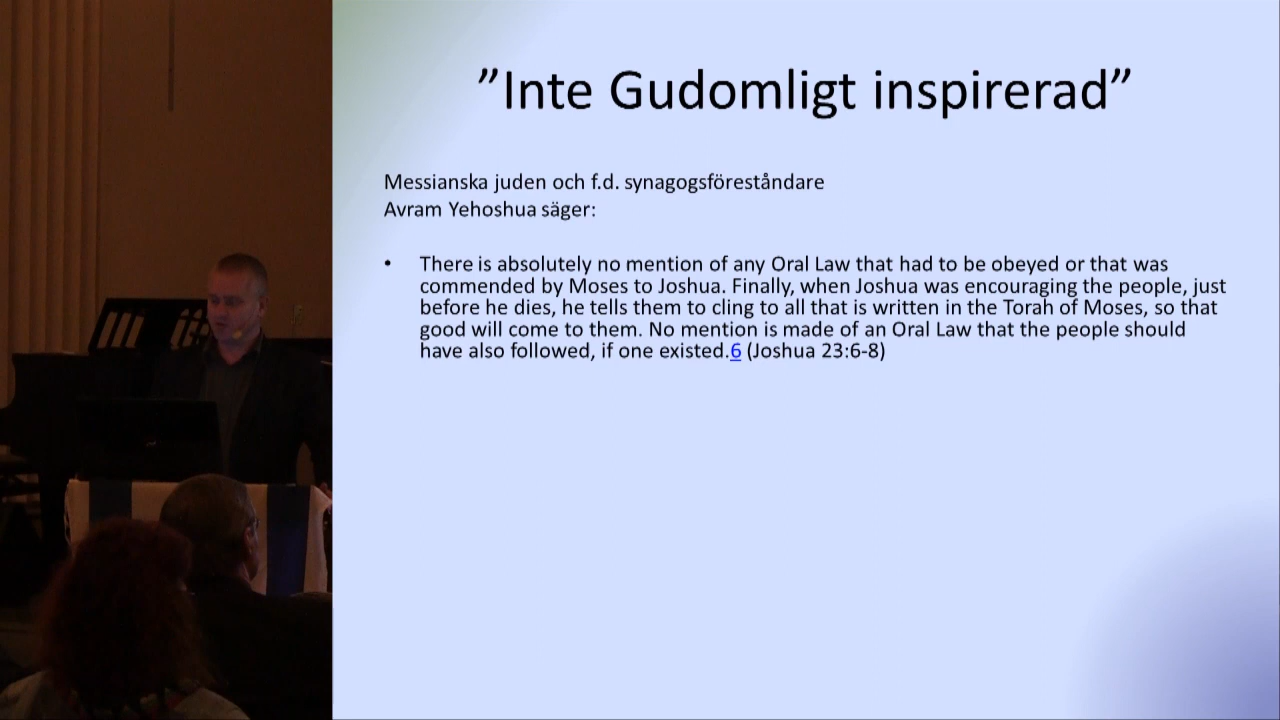 ”Inte Gudomligt inspirerad”
Messianska juden och f.d. synagogsföreståndare
Avram Yehoshua säger:
• There is absolutely no mention of any Oral Law that had to be obeyed or that was
commended by Moses to Joshua. Finally, when Joshua was encouraging the people, just
before he dies, he tells them to cling to all that is written in the Torah of Moses, so that
good will come to them. No mention is made of an Oral Law that the people should
have also followed, if one existed.6 (Joshua 23:6-8)